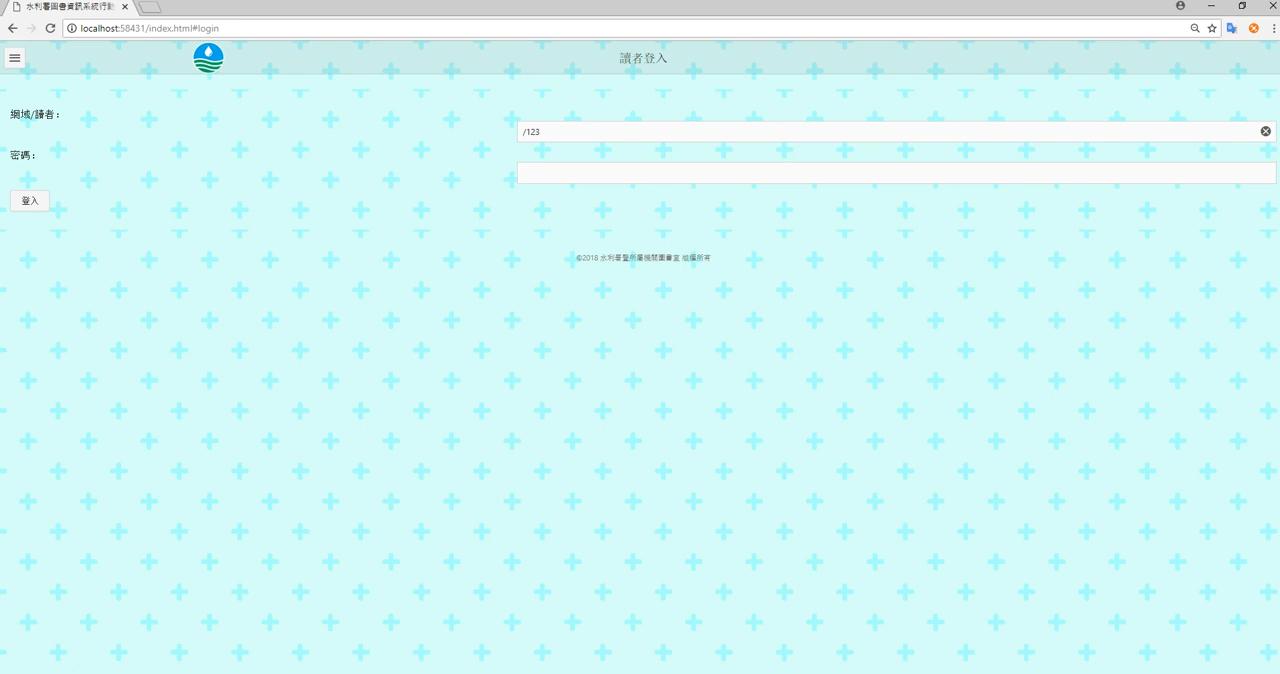 水利署圖書資訊系統行動
localhost:58431/index.html#login
讀者登入
網域/讀者：
/123
密碼：
登入
©2018 水利署暨所屬機關圖書室 版權所有